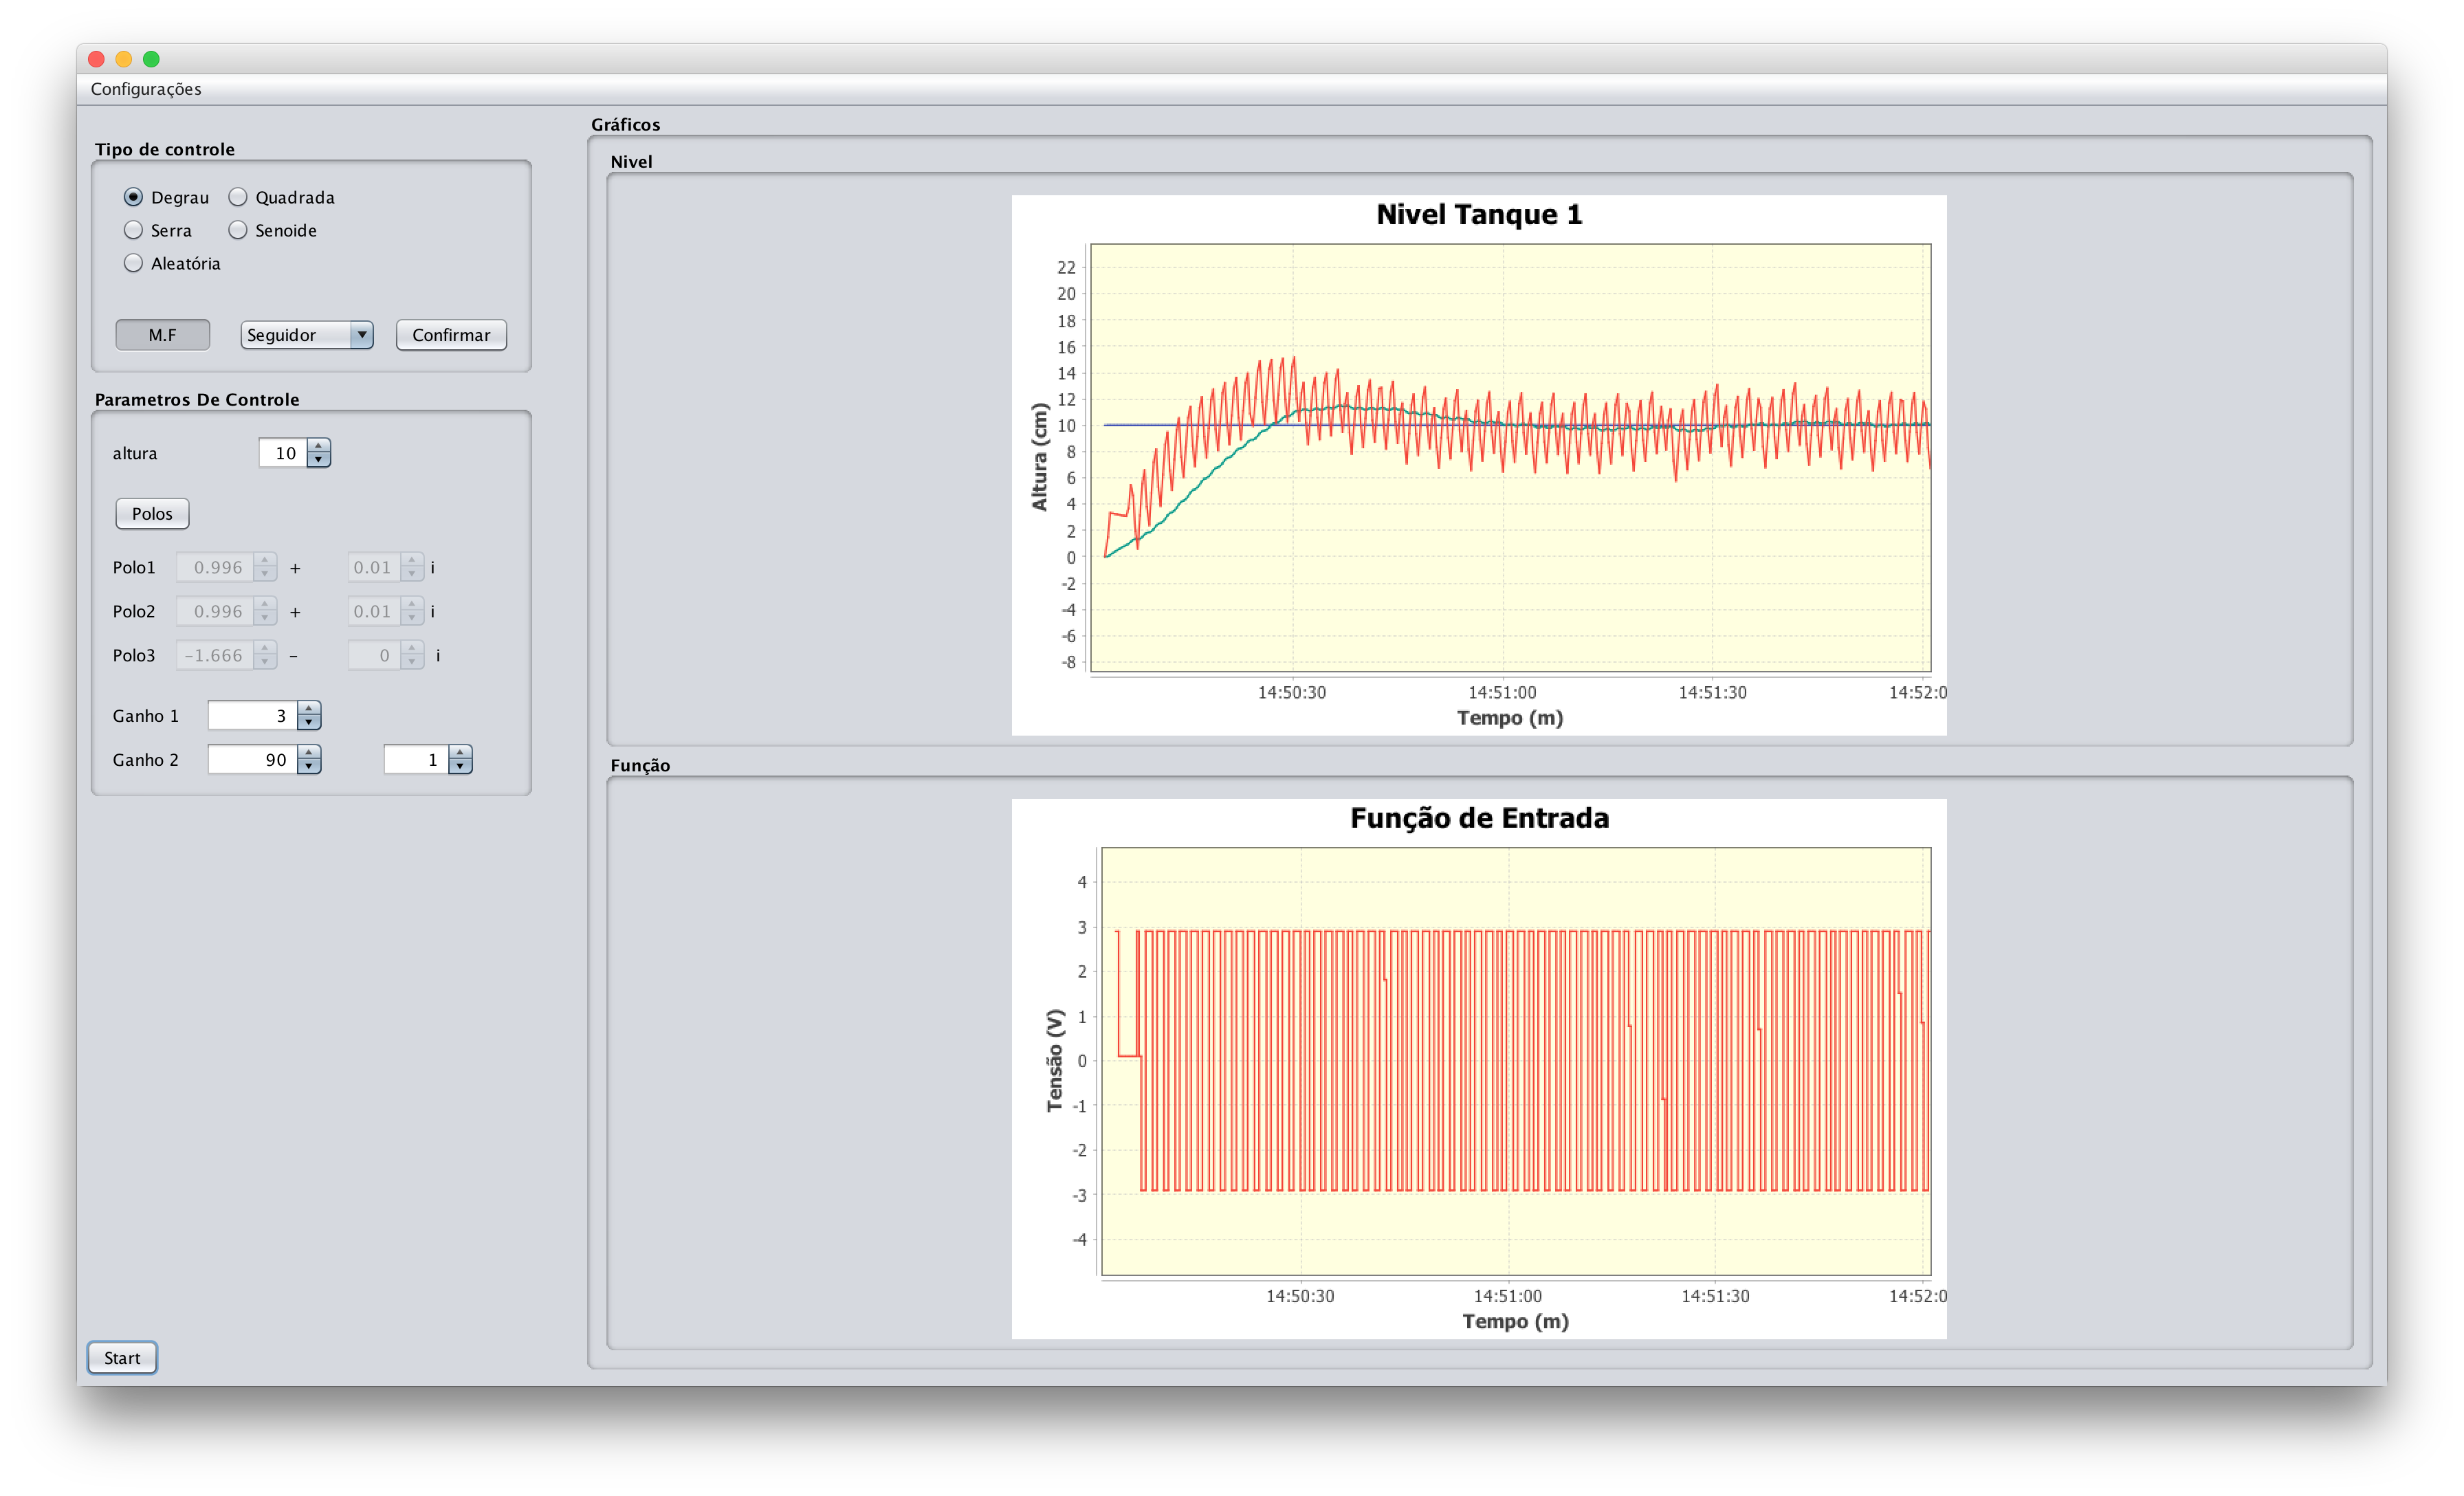 Configurações
Tipo de controle
Degrau Quadrada
Serra Senoide
Aleatória
M.F Seguidor Confirmar
Parametros De Controle
altura 10
Polos
Polo1 0.996 + 0.01 i
Polo2 0.996 + 0.01 i
Polo3 -1.666 - 0 i
Ganho 1 3
Ganho 2 90 1
Start
Gráficos
Nivel
Nivel Tanque 1
Altura (cm)
22
20
18
16
14
12
10
8
6
4
2
0
-2
-4
-6
-8
14:50:30 14:51:00 14:51:30 14:52:0
Tempo (m)
Função
Função de Entrada
Tensão (V)
4
3
2
1
0
-1
-2
-3
-4
14:50:30 14:51:00 14:51:30 14:52:0
Tempo (m)